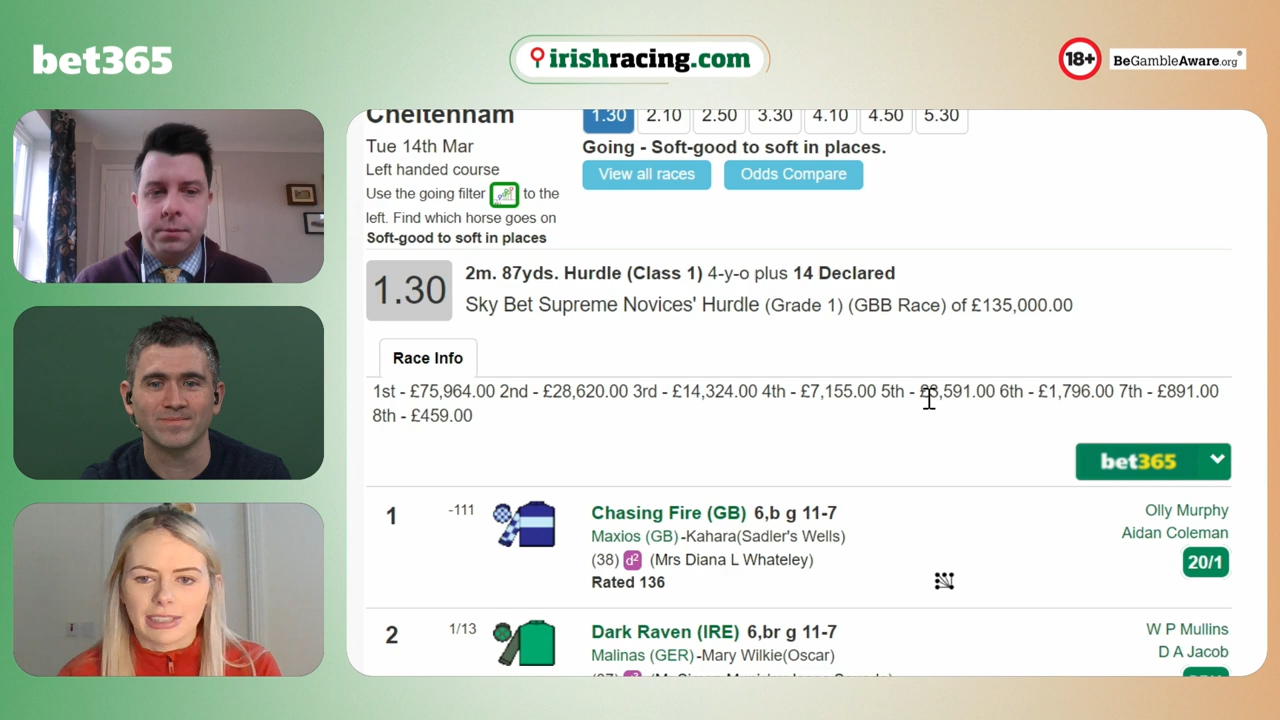 bet365
irishracing.com
18+
BeGambleAware.org®
Cheltenham
1.30 2.10 2.50 3.30 4.10 4.50 5.30
Tue 14th Mar
Going - Soft-good to soft in places.
Left handed course
View all races Odds Compare
Use the going filter to the
left. Find which horse goes on
Soft-good to soft in places
1.30
2m. 87yds. Hurdle (Class 1) 4-y-o plus 14 Declared
Sky Bet Supreme Novices' Hurdle (Grade 1) (GBB Race) of £135,000.00
Race Info
1st - £75,964.00 2nd - £28,620.00 3rd - £14,324.00 4th - £7,155.00 5th - £3,591.00 6th - £1,796.00 7th - £891.00
8th - £459.00
bet365
1 -111 Chasing Fire (GB) 6,b g 11-7 Olly Murphy
Maxios (GB) -Kahara(Sadler's Wells) Aidan Coleman
(38) d² (Mrs Diana L Whateley) 20/1
Rated 136
2 1/13 Dark Raven (IRE) 6,br g 11-7 W P Mullins
Malinas (GER) -Mary Wilkie(Oscar) D A Jacob